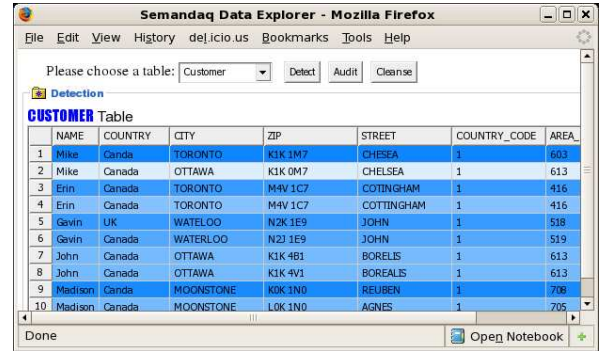 Semandaq Data Explorer - Mozilla Firefox
File Edit View History del.icio.us Bookmarks Tools Help
Please choose a table: Customer Detect Audit Cleanse
Detection
CUSTOMER Table
NAME COUNTRY CITY ZIP STREET COUNTRY_CODE AREA_
1 Mike Canda TORONTO K1K 1M7 CHESEA 1 603
2 Mike Canada OTTAWA K1K 0M7 CHELSEA 1 613
3 Erin Canada TORONTO M4V 1C7 COTINGHAM 1 416
4 Erin Canada TORONTO M4V 1C7 COTTINGHAM 1 416
5 Gavin UK WATELOO N2K 1E9 JOHN 1 518
6 Gavin Canada WATERLOO N2J 1E9 JOHN 1 519
7 John Canada OTTAWA K1K 4B1 BORELIS 1 613
8 John Canada OTTAWA K1K 4V1 BOREALIS 1 613
9 Madison Canda MOONSTONE K0K 1N0 REUBEN 1 708
10 Madison Canada MOONSTONE L0K 1N0 AGNES 1 705
Done Open Notebook